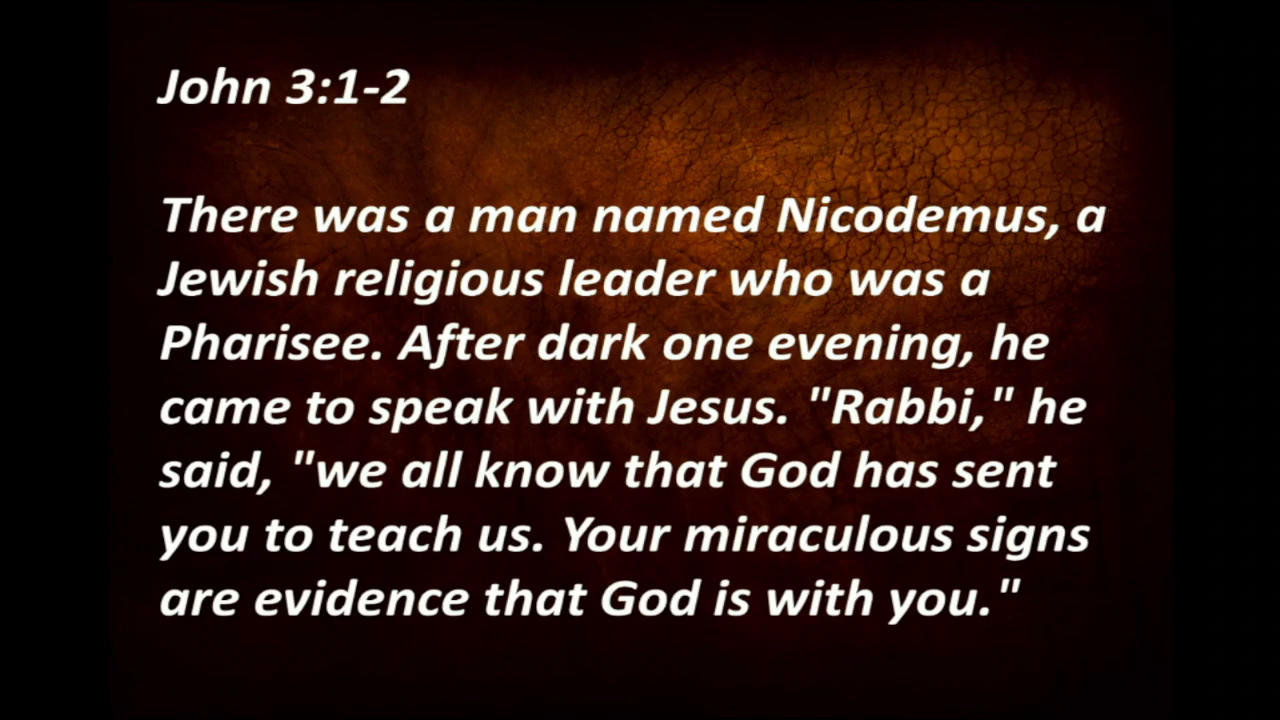 John 3:1-2
There was a man named Nicodemus, a
Jewish religious leader who was a
Pharisee. After dark one evening, he
came to speak with Jesus. "Rabbi," he
said, "we all know that God has sent
you to teach us. Your miraculous signs
are evidence that God is with you."